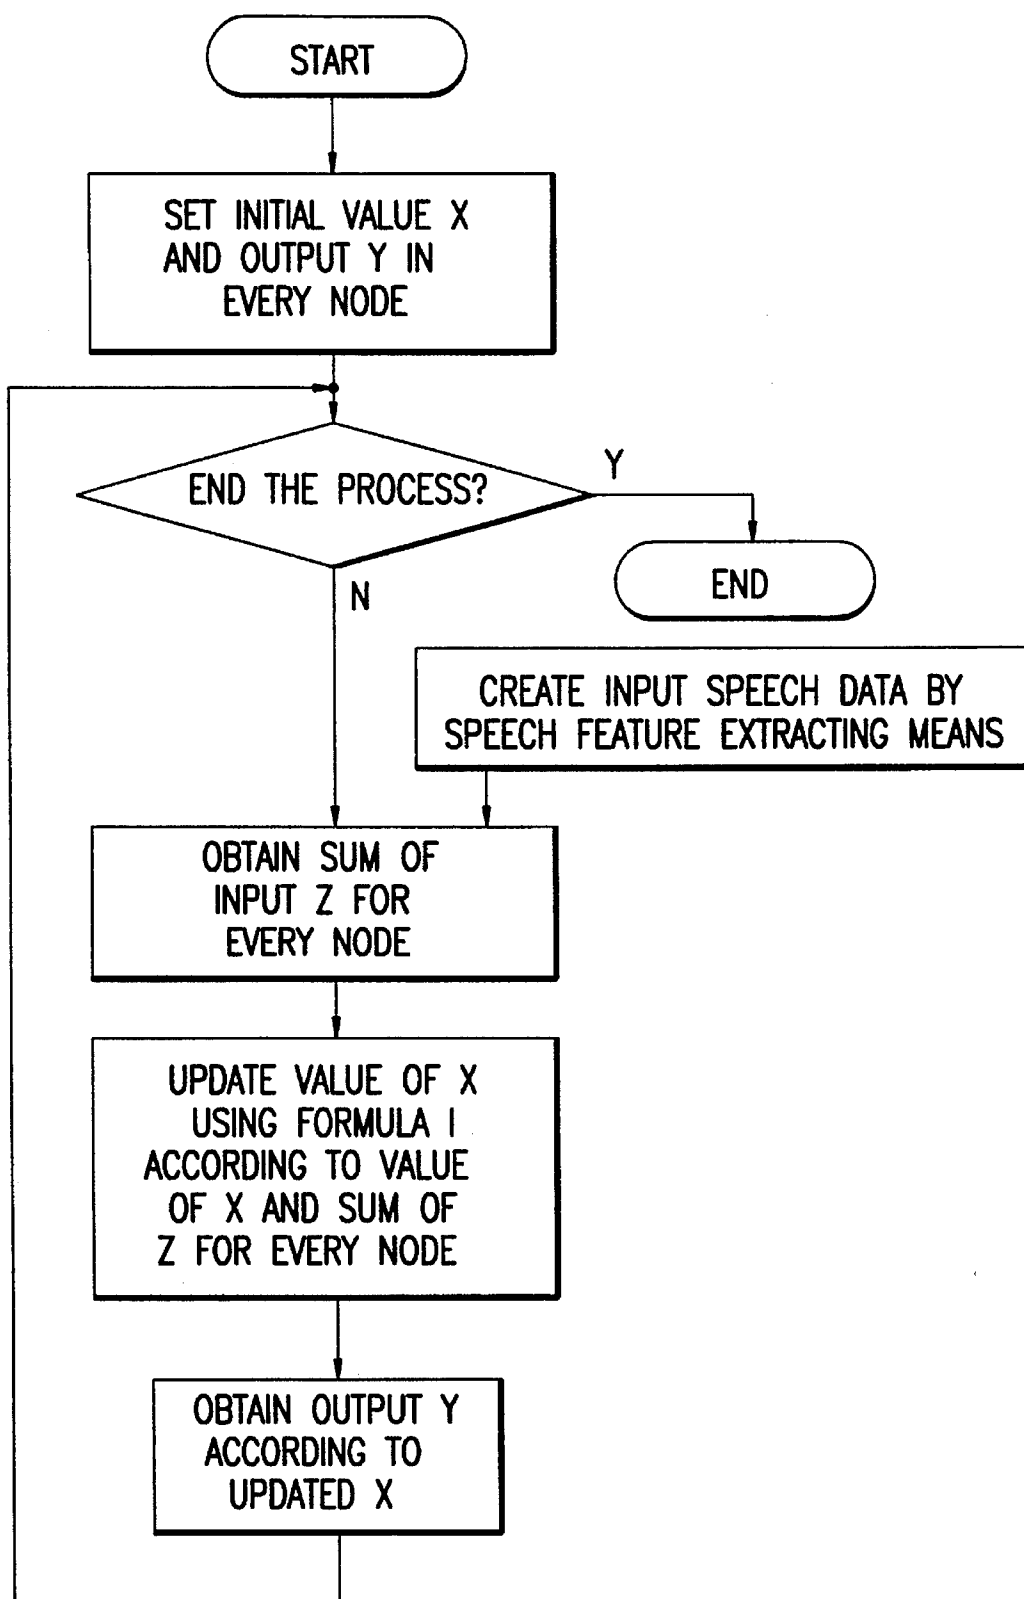 START
SET INITIAL VALUE X
AND OUTPUT Y IN
EVERY NODE
END THE PROCESS?
Y
END
N
CREATE INPUT SPEECH DATA BY
SPEECH FEATURE EXTRACTING MEANS
OBTAIN SUM OF
INPUT Z FOR
EVERY NODE
UPDATE VALUE OF X
USING FORMULA I
ACCORDING TO VALUE
OF X AND SUM OF
Z FOR EVERY NODE
OBTAIN OUTPUT Y
ACCORDING TO
UPDATED X